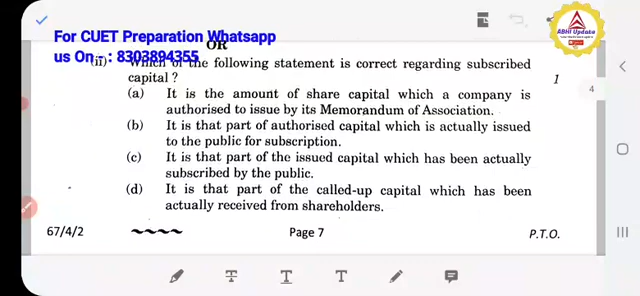 For CUET Preparation Whatsapp
us On - : 8303894355
OR
(ii) Which of the following statement is correct regarding subscribed
capital ? 1
(a) It is the amount of share capital which a company is
authorised to issue by its Memorandum of Association.
(b) It is that part of authorised capital which is actually issued
to the public for subscription.
(c) It is that part of the issued capital which has been actually
subscribed by the public.
(d) It is that part of the called-up capital which has been
actually received from shareholders.
67/4/2 Page 7 P.T.O.
ABHI Update
4
T T T